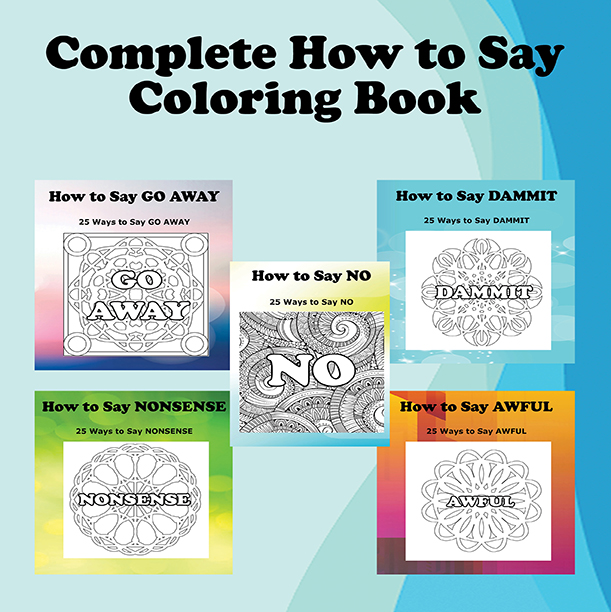 Complete How to Say
Coloring Book
How to Say GO AWAY
25 Ways to Say GO AWAY
GO
AWAY
How to Say DAMMIT
25 Ways to Say DAMMIT
DAMMIT
How to Say NO
25 Ways to Say NO
NO
How to Say NONSENSE
25 Ways to Say NONSENSE
NONSENSE
How to Say AWFUL
25 Ways to Say AWFUL
AWFUL